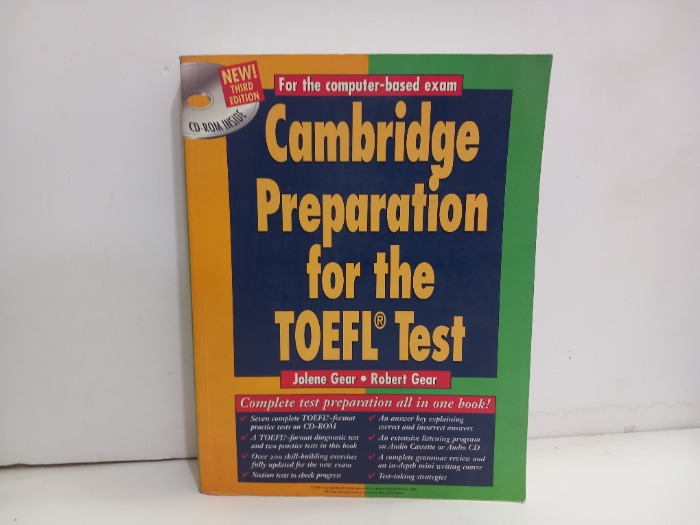 NEW!
THIRD
EDITION
CD-ROM INSIDE
For the computer-based exam
Cambridge
Preparation
for the
TOEFL® Test
Jolene Gear • Robert Gear
Complete test preparation all in one book!
✔ Seven complete TOEFL®-format
practice tests on CD-ROM
✔ A TOEFL®-format diagnostic test
and two practice tests in this book
✔ Over 200 skill-building exercises
fully updated for the new exam
✔ Section tests to check progress
✔ An answer key explaining
correct and incorrect answers
✔ An extensive listening program
on Audio Cassette or Audio CD
✔ A complete grammar review and
an in-depth mini writing course
✔ Test-taking strategies